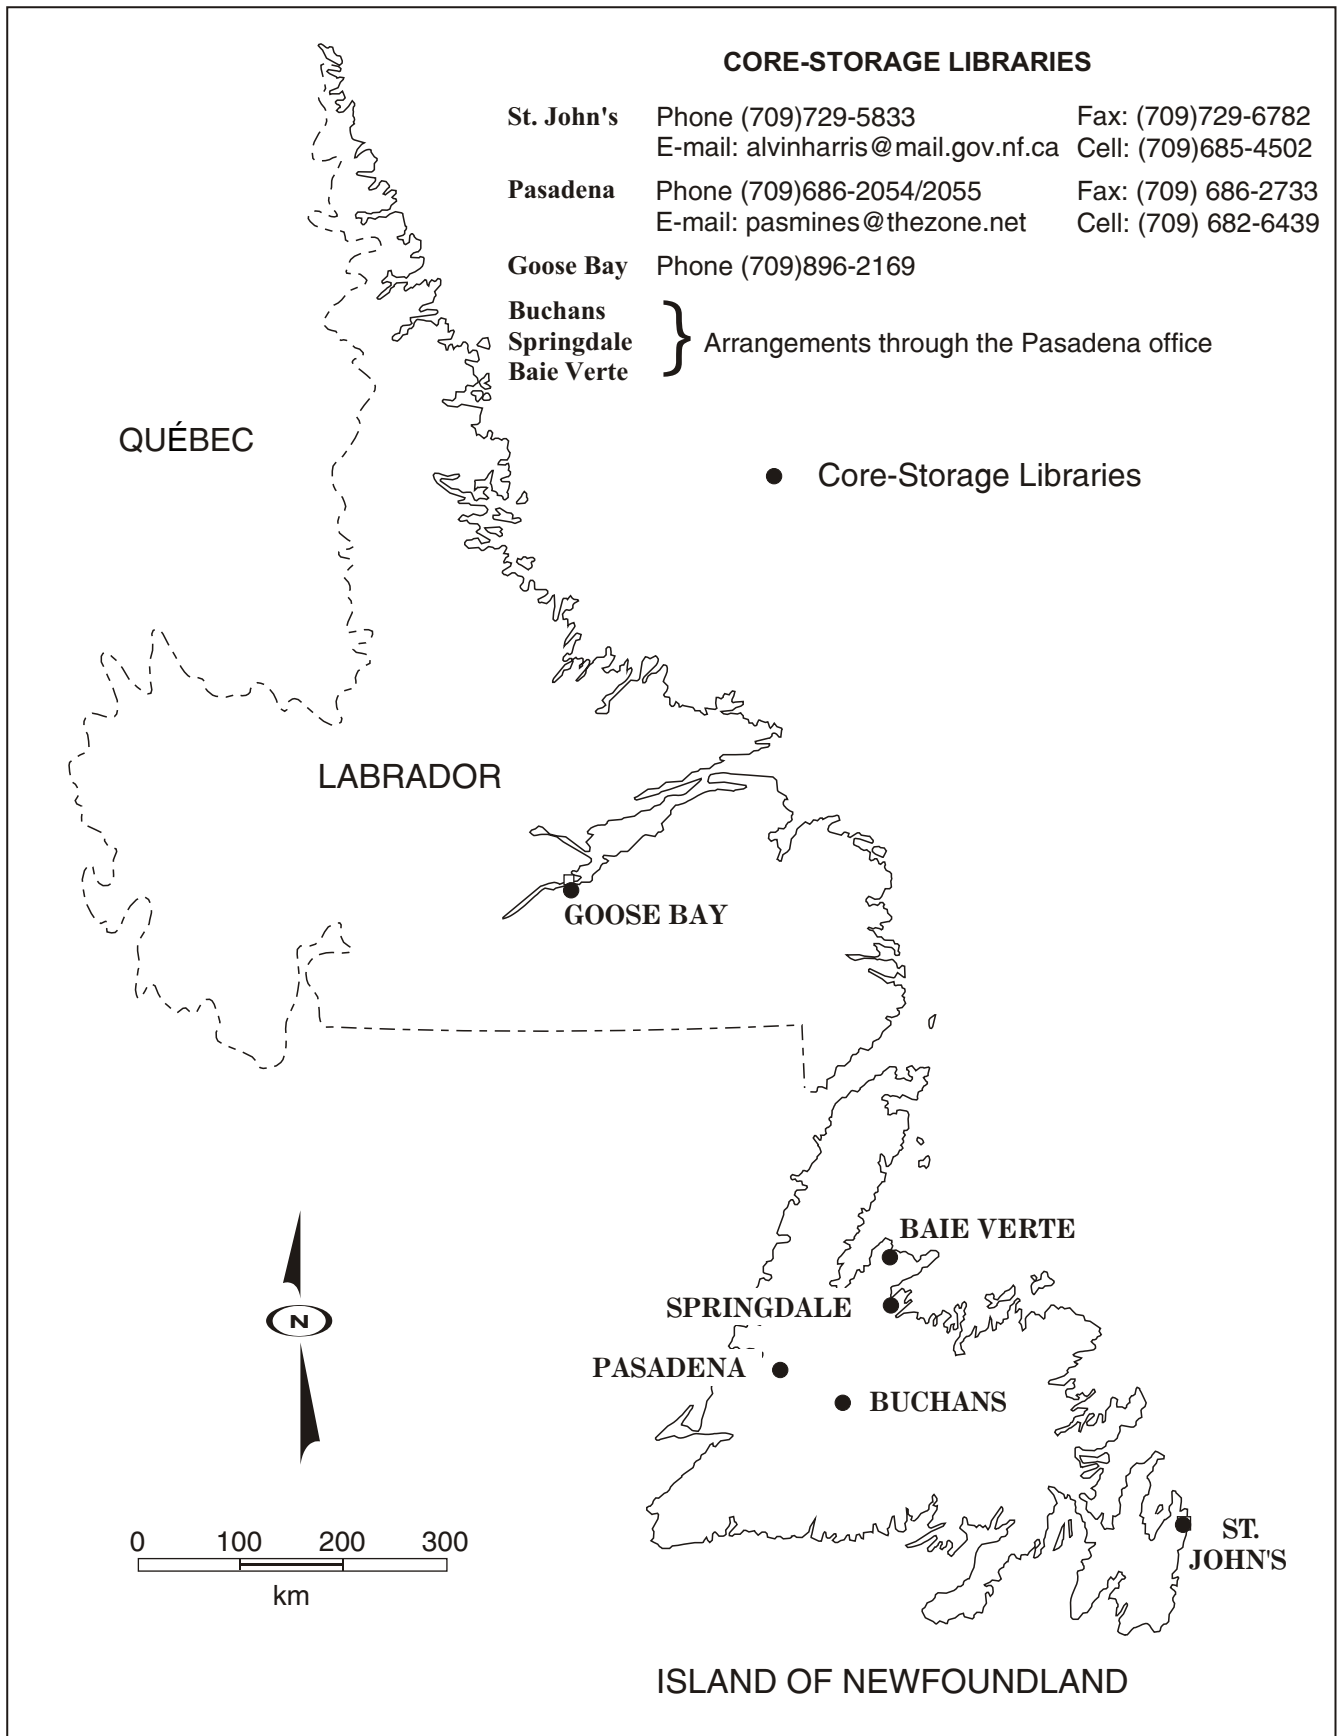 CORE-STORAGE LIBRARIES
St. John's Phone (709)729-5833 Fax: (709)729-6782
E-mail: alvinharris@mail.gov.nf.ca Cell: (709)685-4502
Pasadena Phone (709)686-2054/2055 Fax: (709) 686-2733
E-mail: pasmines@thezone.net Cell: (709) 682-6439
Goose Bay Phone (709)896-2169
Buchans
Springdale } Arrangements through the Pasadena office
Baie Verte
QUÉBEC
Core-Storage Libraries
LABRADOR
GOOSE BAY
BAIE VERTE
SPRINGDALE
N
PASADENA
BUCHANS
0 100 200 300
km
ST.
JOHN'S
ISLAND OF NEWFOUNDLAND